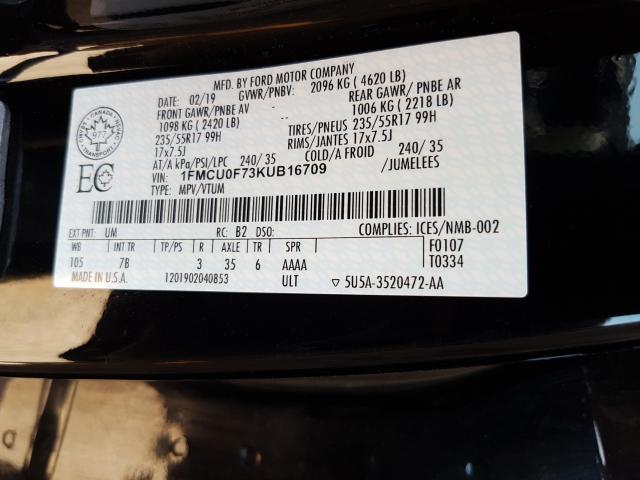 MFD. BY FORD MOTOR COMPANY
DATE: 02/19 GVWR/PNBV: 2096 KG ( 4620 LB)
FRONT GAWR/PNBE AV REAR GAWR/ PNBE AR
1098 KG ( 2420 LB) 1006 KG ( 2218 LB)
235/55R17 99H TIRES/PNEUS 235/55R17 99H
17x7.5J RIMS/JANTES 17x7.5J
AT/A kPa/PSI/LPC 240/35 COLD/A FROID 240/35
VIN: 1FMCU0F73KUB16709 /JUMELEES
TYPE: MPV/VTUM
CANADA
TRANSPORT
EC
EXT PNT: UM RC: B2 DSO: COMPLIES: ICES/NMB-002
WB INT TR TP/PS R AXLE TR SPR F0107
105 7B 3 35 6 AAAA T0334
MADE IN U.S.A. 1201902040853 ULT ▽ 5U5A-3520472-AA